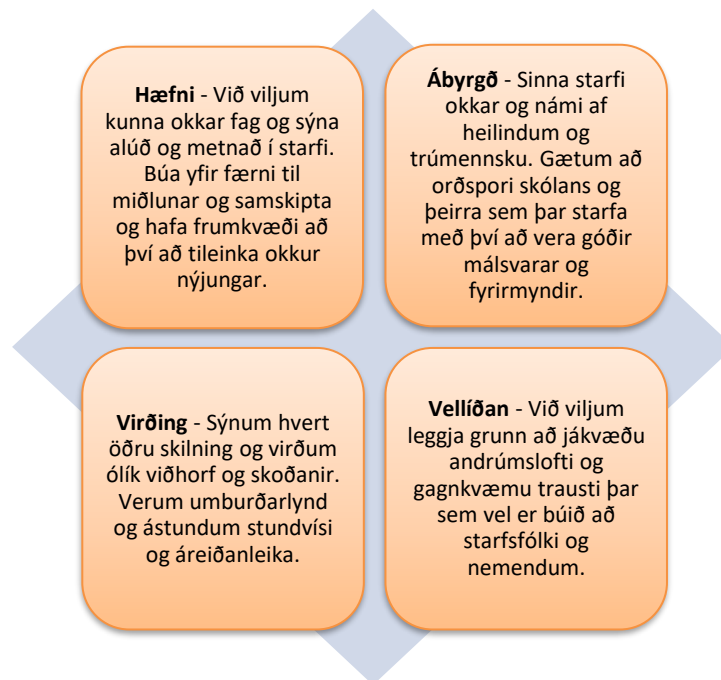 Hæfni - Við viljum
kunna okkar fag og sýna
alúð og metnað í starfi.
Búa yfir færni til
miðlunar og samskipta
og hafa frumkvæði að
því að tileinka okkur
nýjungar.
Ábyrgð - Sinna starfi
okkar og námi af
heilindum og
trúmennsku. Gætum að
orðspori skólans og
þeirra sem þar starfa
með því að vera góðir
málsvarar og
fyrirmyndir.
Virðing - Sýnum hvert
öðru skilning og virðum
ólík viðhorf og skoðanir.
Verum umburðarlynd
og ástundum stundvísi
og áreiðanleika.
Vellíðan - Við viljum
leggja grunn að jákvæðu
andrúmslofti og
gagnkvæmu trausti þar
sem vel er búið að
starfsfólki og
nemendum.